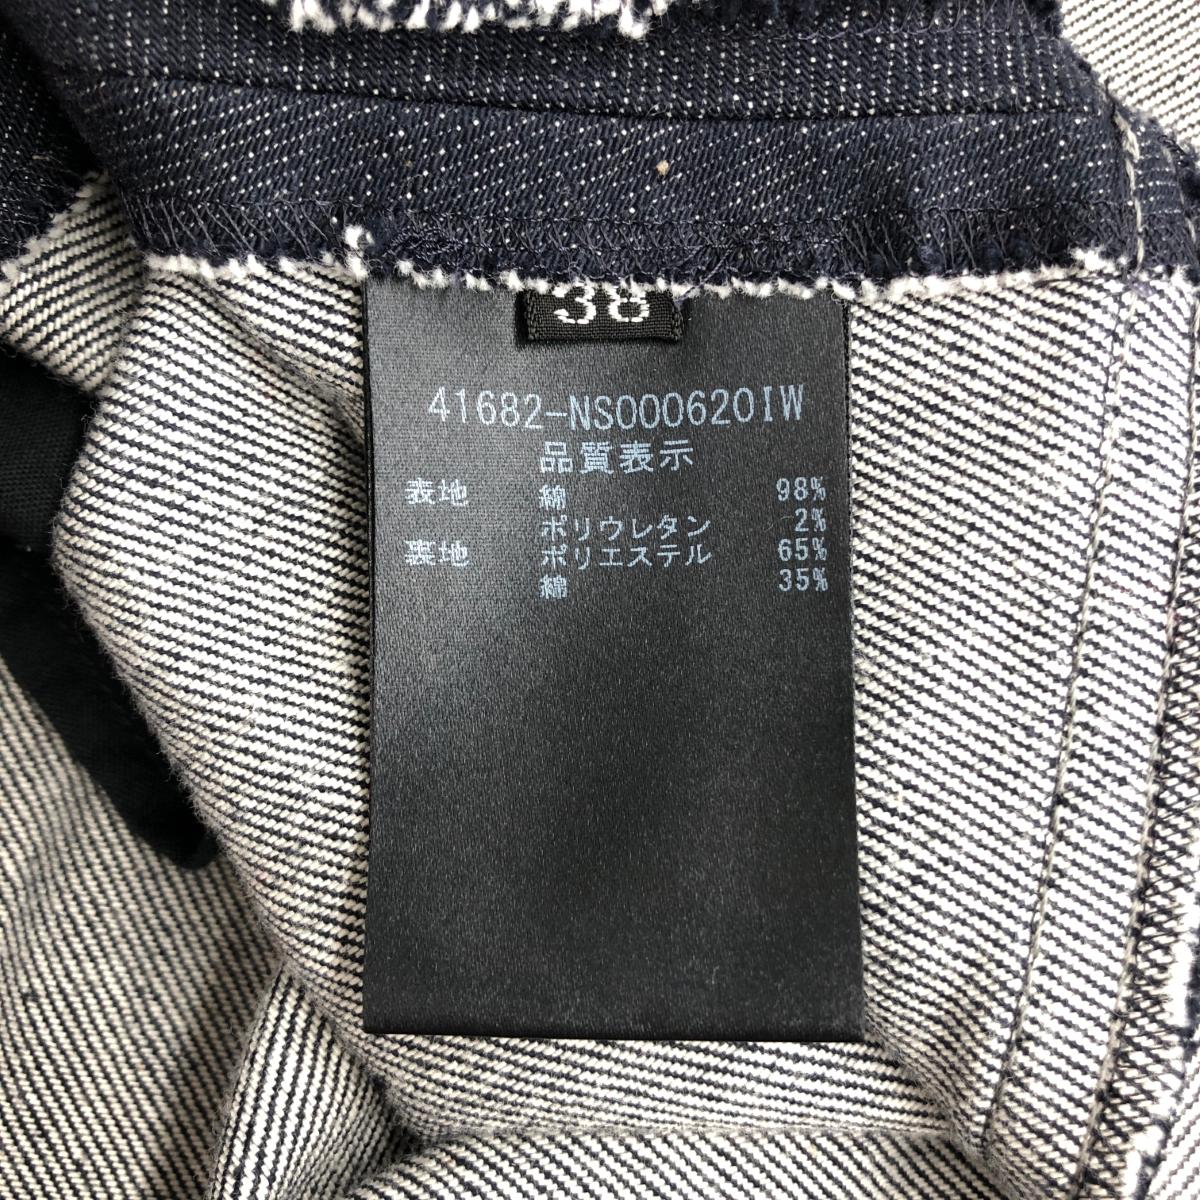 38
41682-NS000620IW
品質表示
表地 綿 98%
ポリウレタン 2%
裏地 ポリエステル 65%
綿 35%